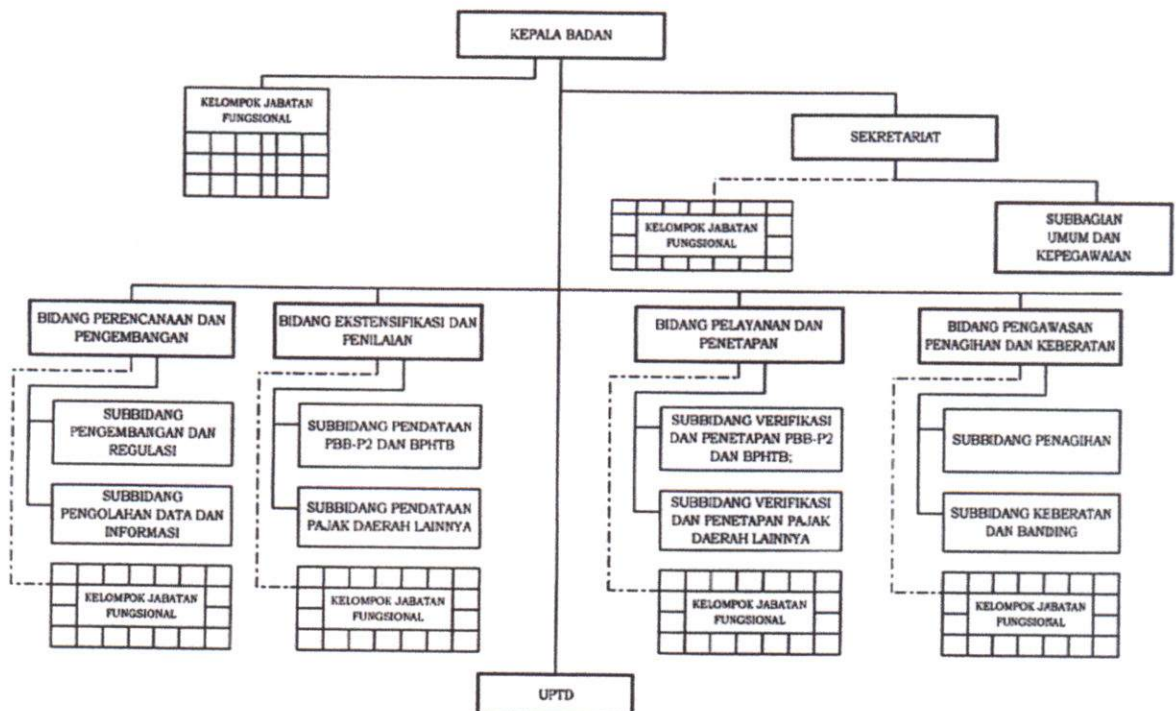 KEPALA BADAN
KELOMPOK JABATAN
FUNGSIONAL
SEKRETARIAT
KELOMPOK JABATAN
FUNGSIONAL
SUBBAGIAN
UMUM DAN
KEPEGAWAIAN
BIDANG PERENCANAAN DAN
PENGEMBANGAN
SUBBIDANG
PENGEMBANGAN DAN
REGULASI
SUBBIDANG
PENGOLAHAN DATA DAN
INFORMASI
KELOMPOK JABATAN
FUNGSIONAL
BIDANG EKSTENSIFIKASI DAN
PENILAIAN
SUBBIDANG PENDATAAN
PBB-P2 DAN BPHTB
SUBBIDANG PENDATAAN
PAJAK DAERAH LAINNYA
KELOMPOK JABATAN
FUNGSIONAL
BIDANG PELAYANAN DAN
PENETAPAN
SUBBIDANG VERIFIKASI
DAN PENETAPAN PBB-P2
DAN BPHTB;
SUBBIDANG VERIFIKASI
DAN PENETAPAN PAJAK
DAERAH LAINNYA
KELOMPOK JABATAN
FUNGSIONAL
BIDANG PENGAWASAN
PENAGIHAN DAN KEBERATAN
SUBBIDANG PENAGIHAN
SUBBIDANG KEBERATAN
DAN BANDING
KELOMPOK JABATAN
FUNGSIONAL
UPTD